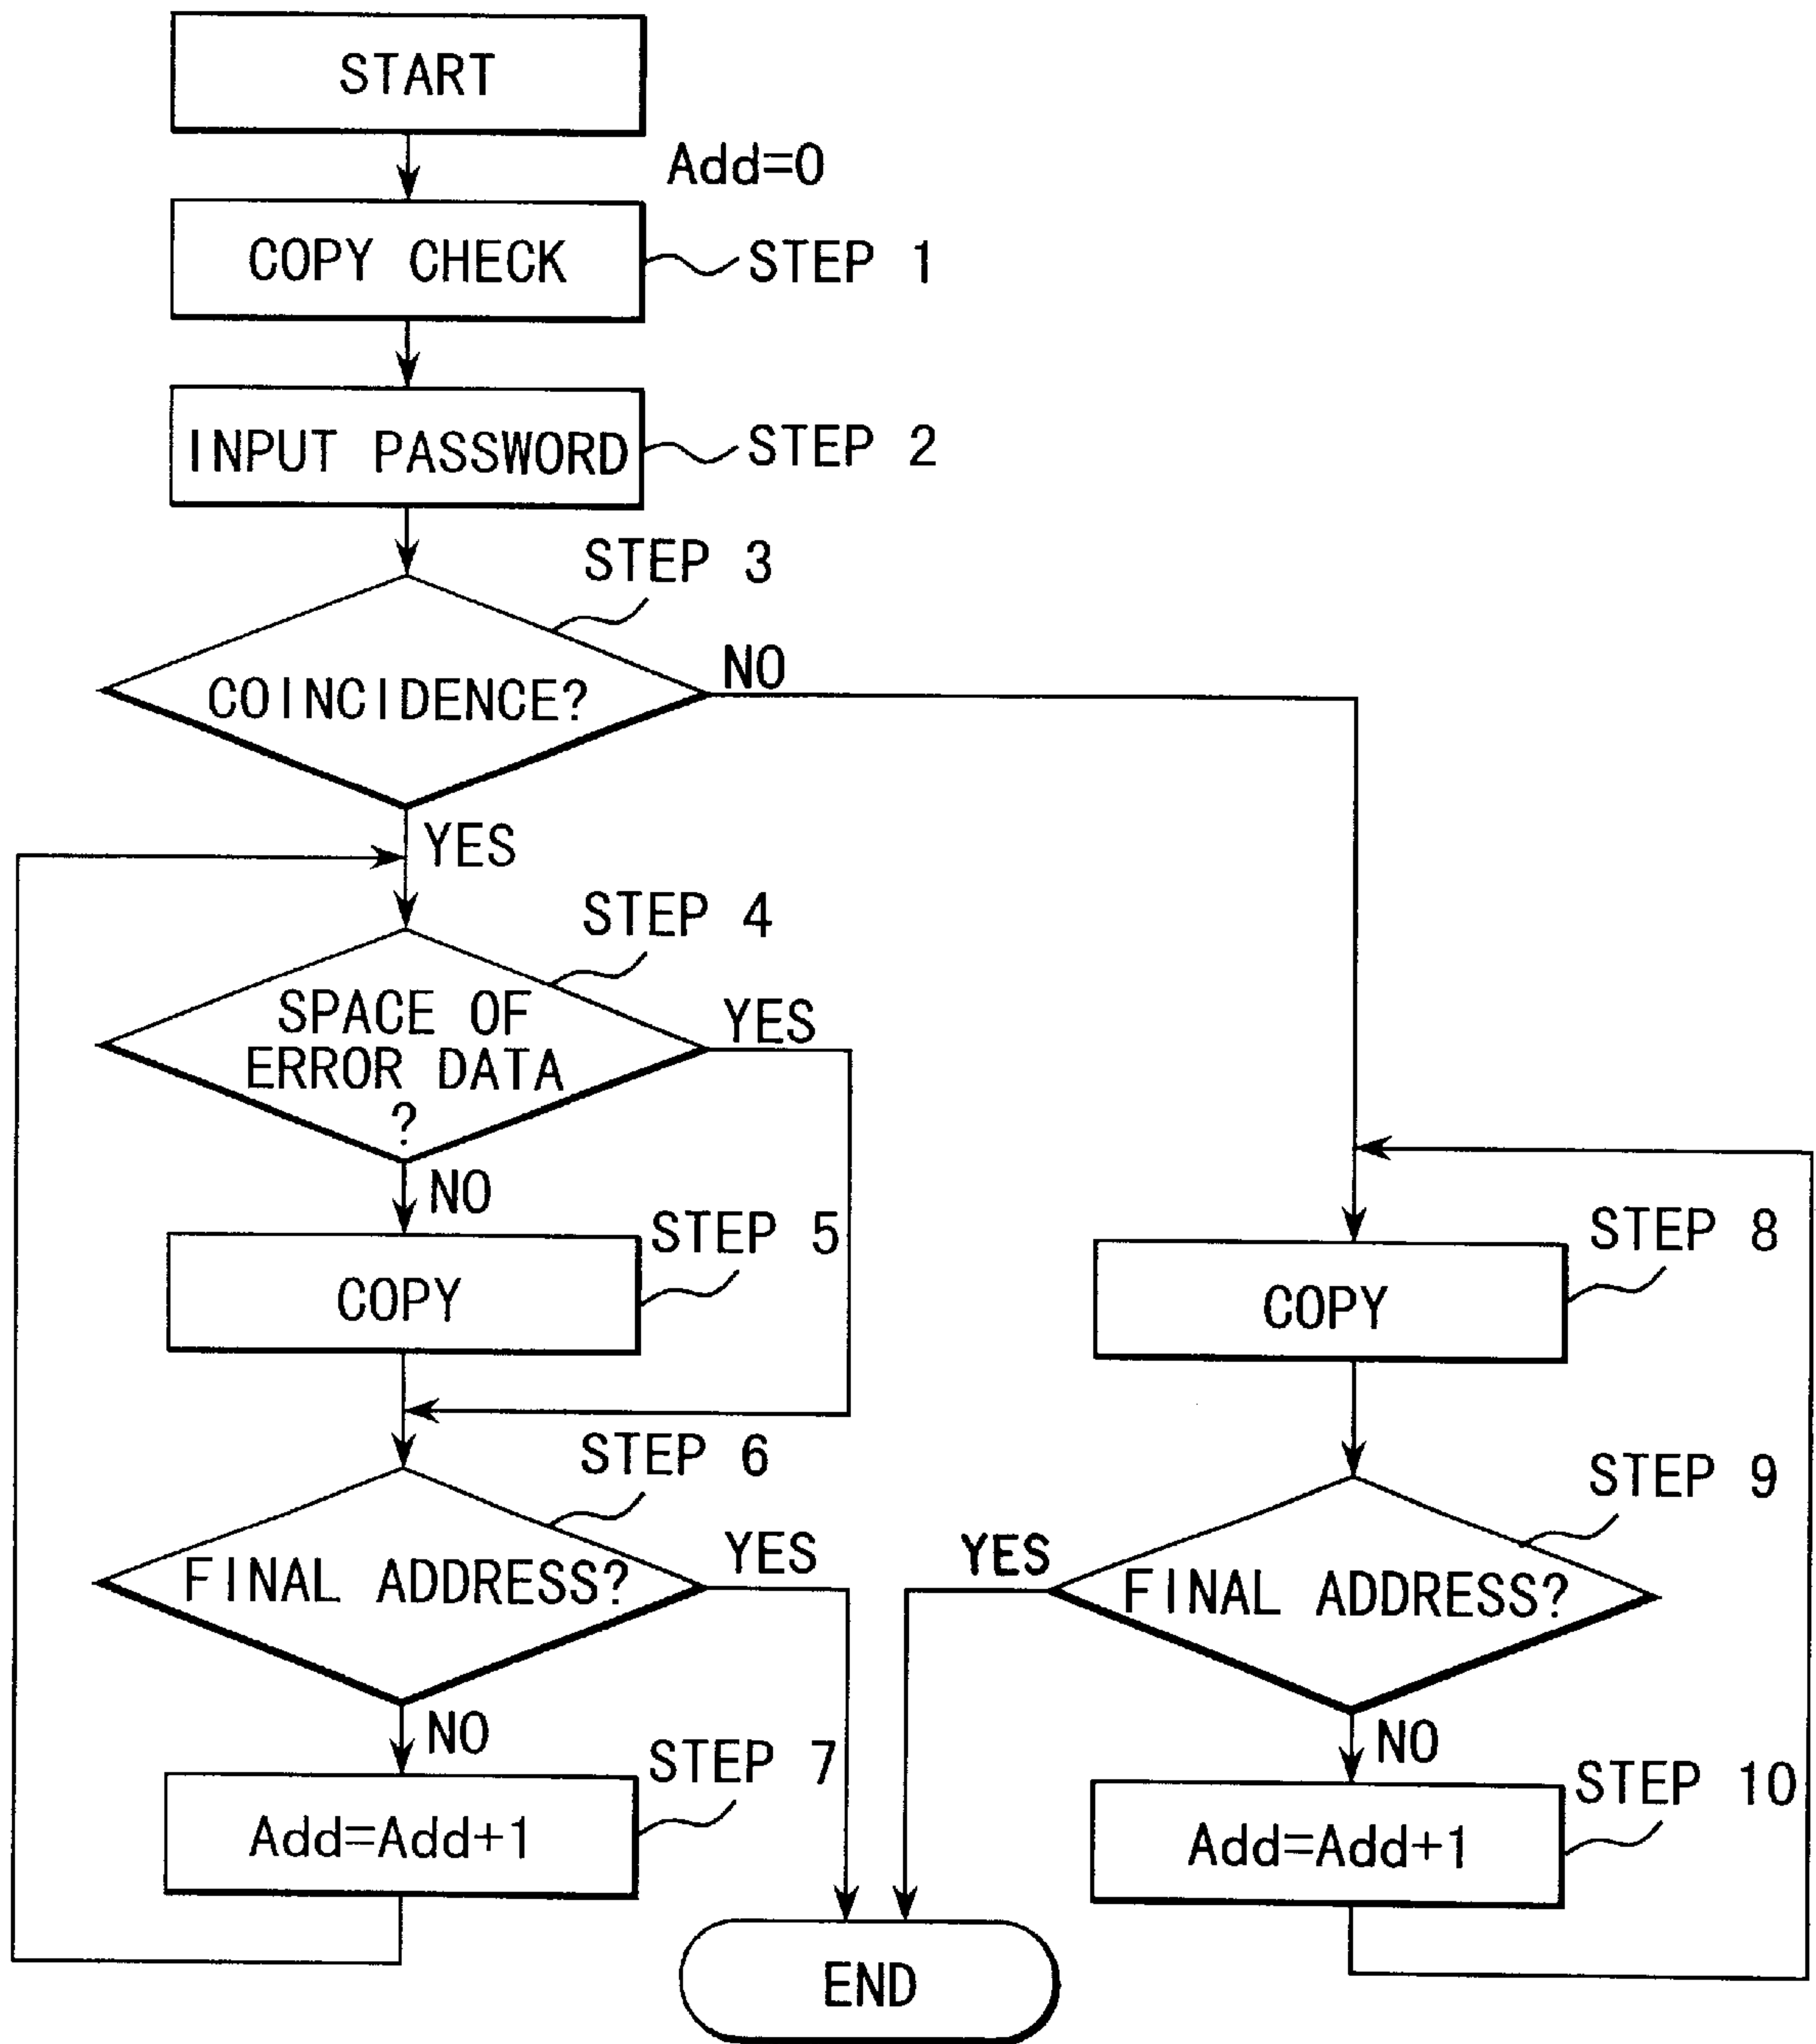 START
Add=0
COPY CHECK
STEP 1
INPUT PASSWORD
STEP 2
STEP 3
COINCIDENCE?
NO
YES
STEP 4
SPACE OF
ERROR DATA
?
YES
NO
STEP 5
COPY
STEP 6
FINAL ADDRESS?
YES
NO
STEP 7
Add=Add+1
STEP 8
COPY
STEP 9
YES
FINAL ADDRESS?
NO
STEP 10
Add=Add+1
END